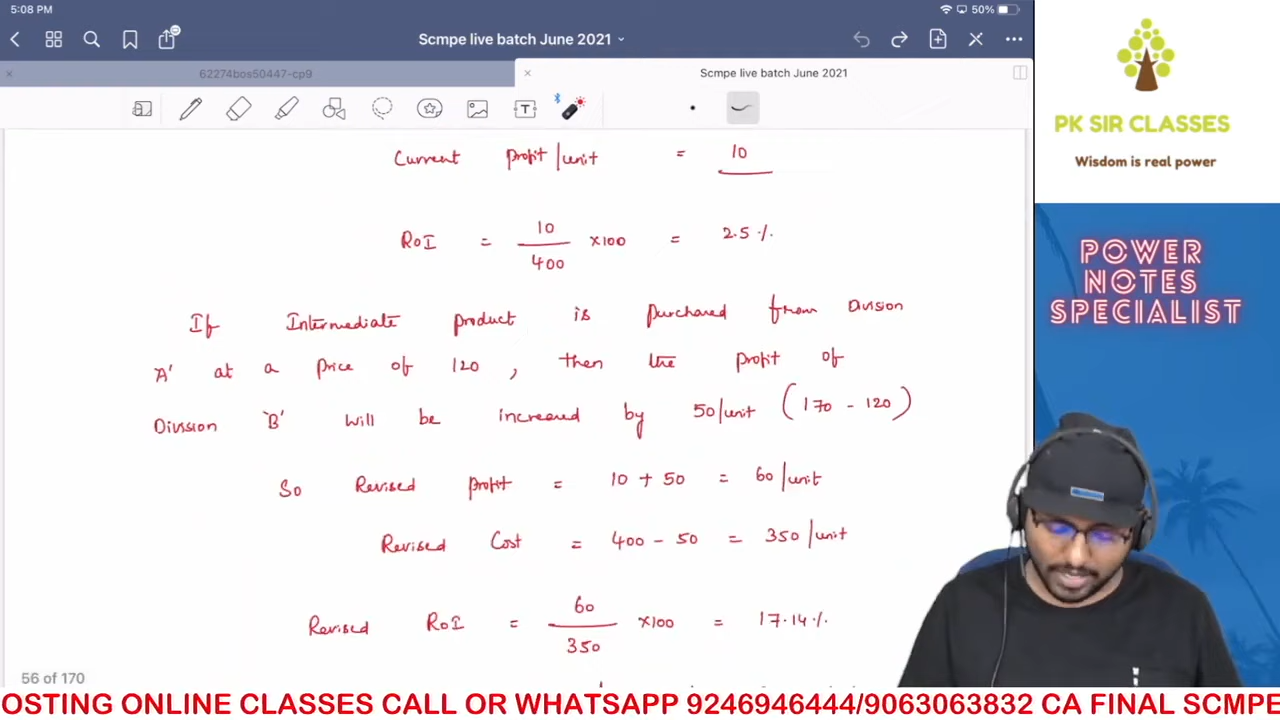 5:08 PM
50%
Scmpe live batch June 2021
62274bos50447-cp9
Scmpe live batch June 2021
T
Current profit/unit = 10
ROI = 10/400 ×100 = 2.5%
If Intermediate product is purchased from Division
'A' at a price of 120, then the profit of
Division 'B' will be increased by 50/unit (170 - 120)
So Revised profit = 10 + 50 = 60/unit
Revised Cost = 400 - 50 = 350/unit
Revised ROI = 60/350 ×100 = 17.14%
56 of 170
PK SIR CLASSES
Wisdom is real power
POWER
NOTES
SPECIALIST
OSTING ONLINE CLASSES CALL OR WHATSAPP 9246946444/9063063832 CA FINAL SCMPE